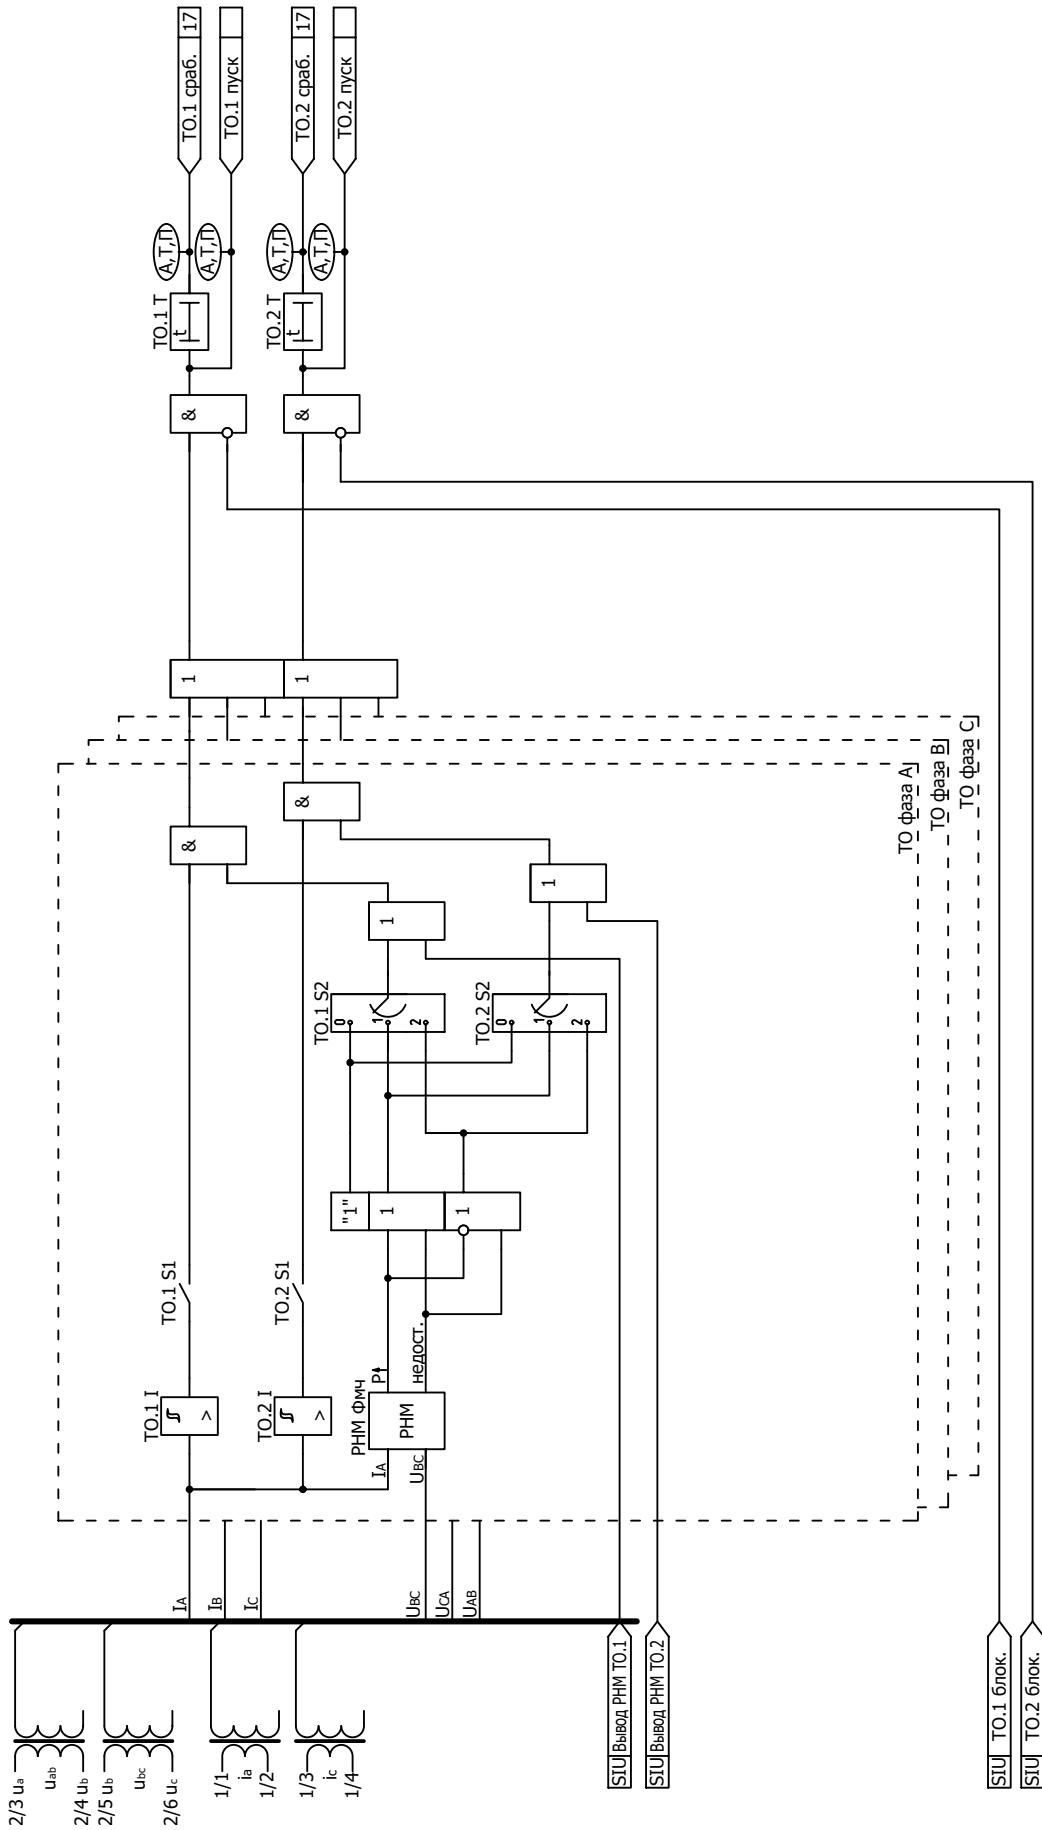 ТО.1 сраб. 17
ТО.1 пуск
ТО.2 сраб. 17
ТО.2 пуск
А,Т,П
А,Т,П
А,Т,П
А,Т,П
ТО.1 Т
t
ТО.2 Т
t
&
&
1
1
ТО фаза С
ТО фаза В
ТО фаза А
&
&
1
1
ТО.1 S2
0
1
2
ТО.2 S2
0
1
2
"1"
1
1
ТО.1 S1
ТО.2 S1
ТО.1 I
>
ТО.2 I
>
РНМ Фмч
РНМ
P
недост.
IA
UBC
IA
IB
IC
UBC
UCA
UAB
2/3 ua
uab
2/4 ub
2/5 ub
ubc
2/6 uc
1/1
ia
1/2
1/3
ic
1/4
SIU Вывод РНМ ТО.1
SIU Вывод РНМ ТО.2
SIU ТО.1 блок.
SIU ТО.2 блок.